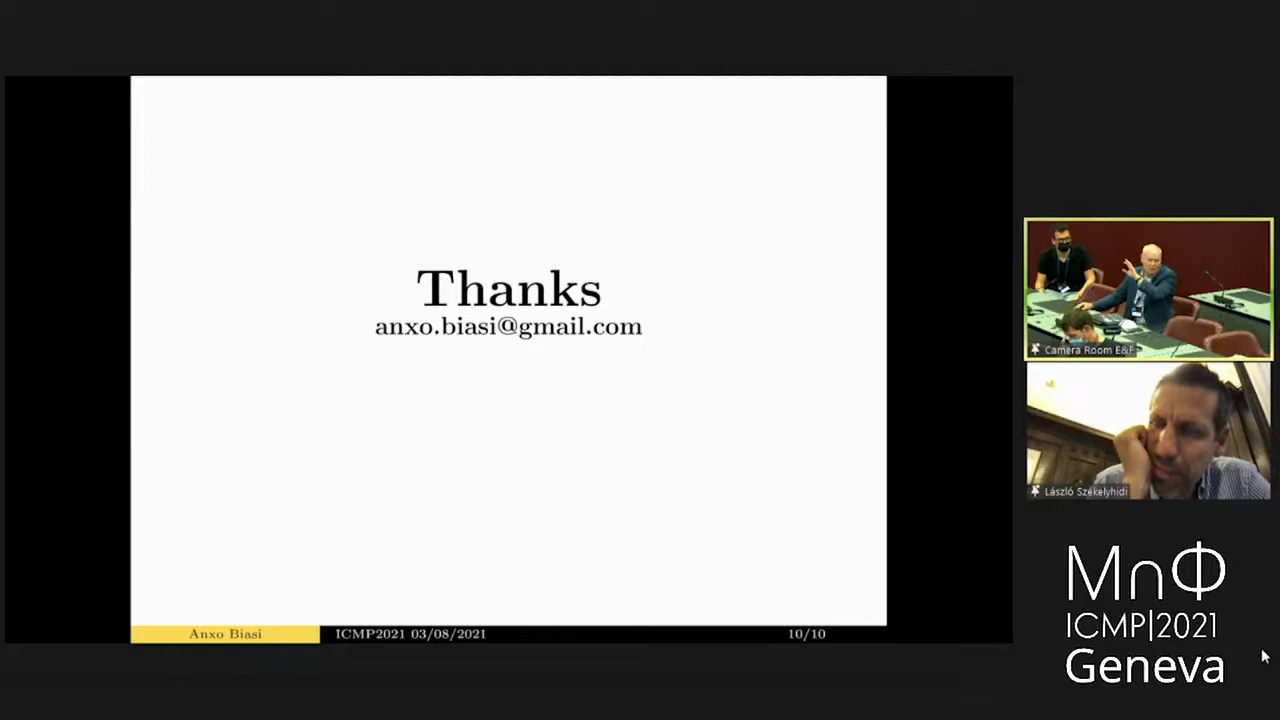 Thanks
anxo.biasi@gmail.com
Anxo Biasi ICMP2021 03/08/2021 10/10
Camera Room E&F
László Székelyhidi
M∩Φ
ICMP|2021
Geneva